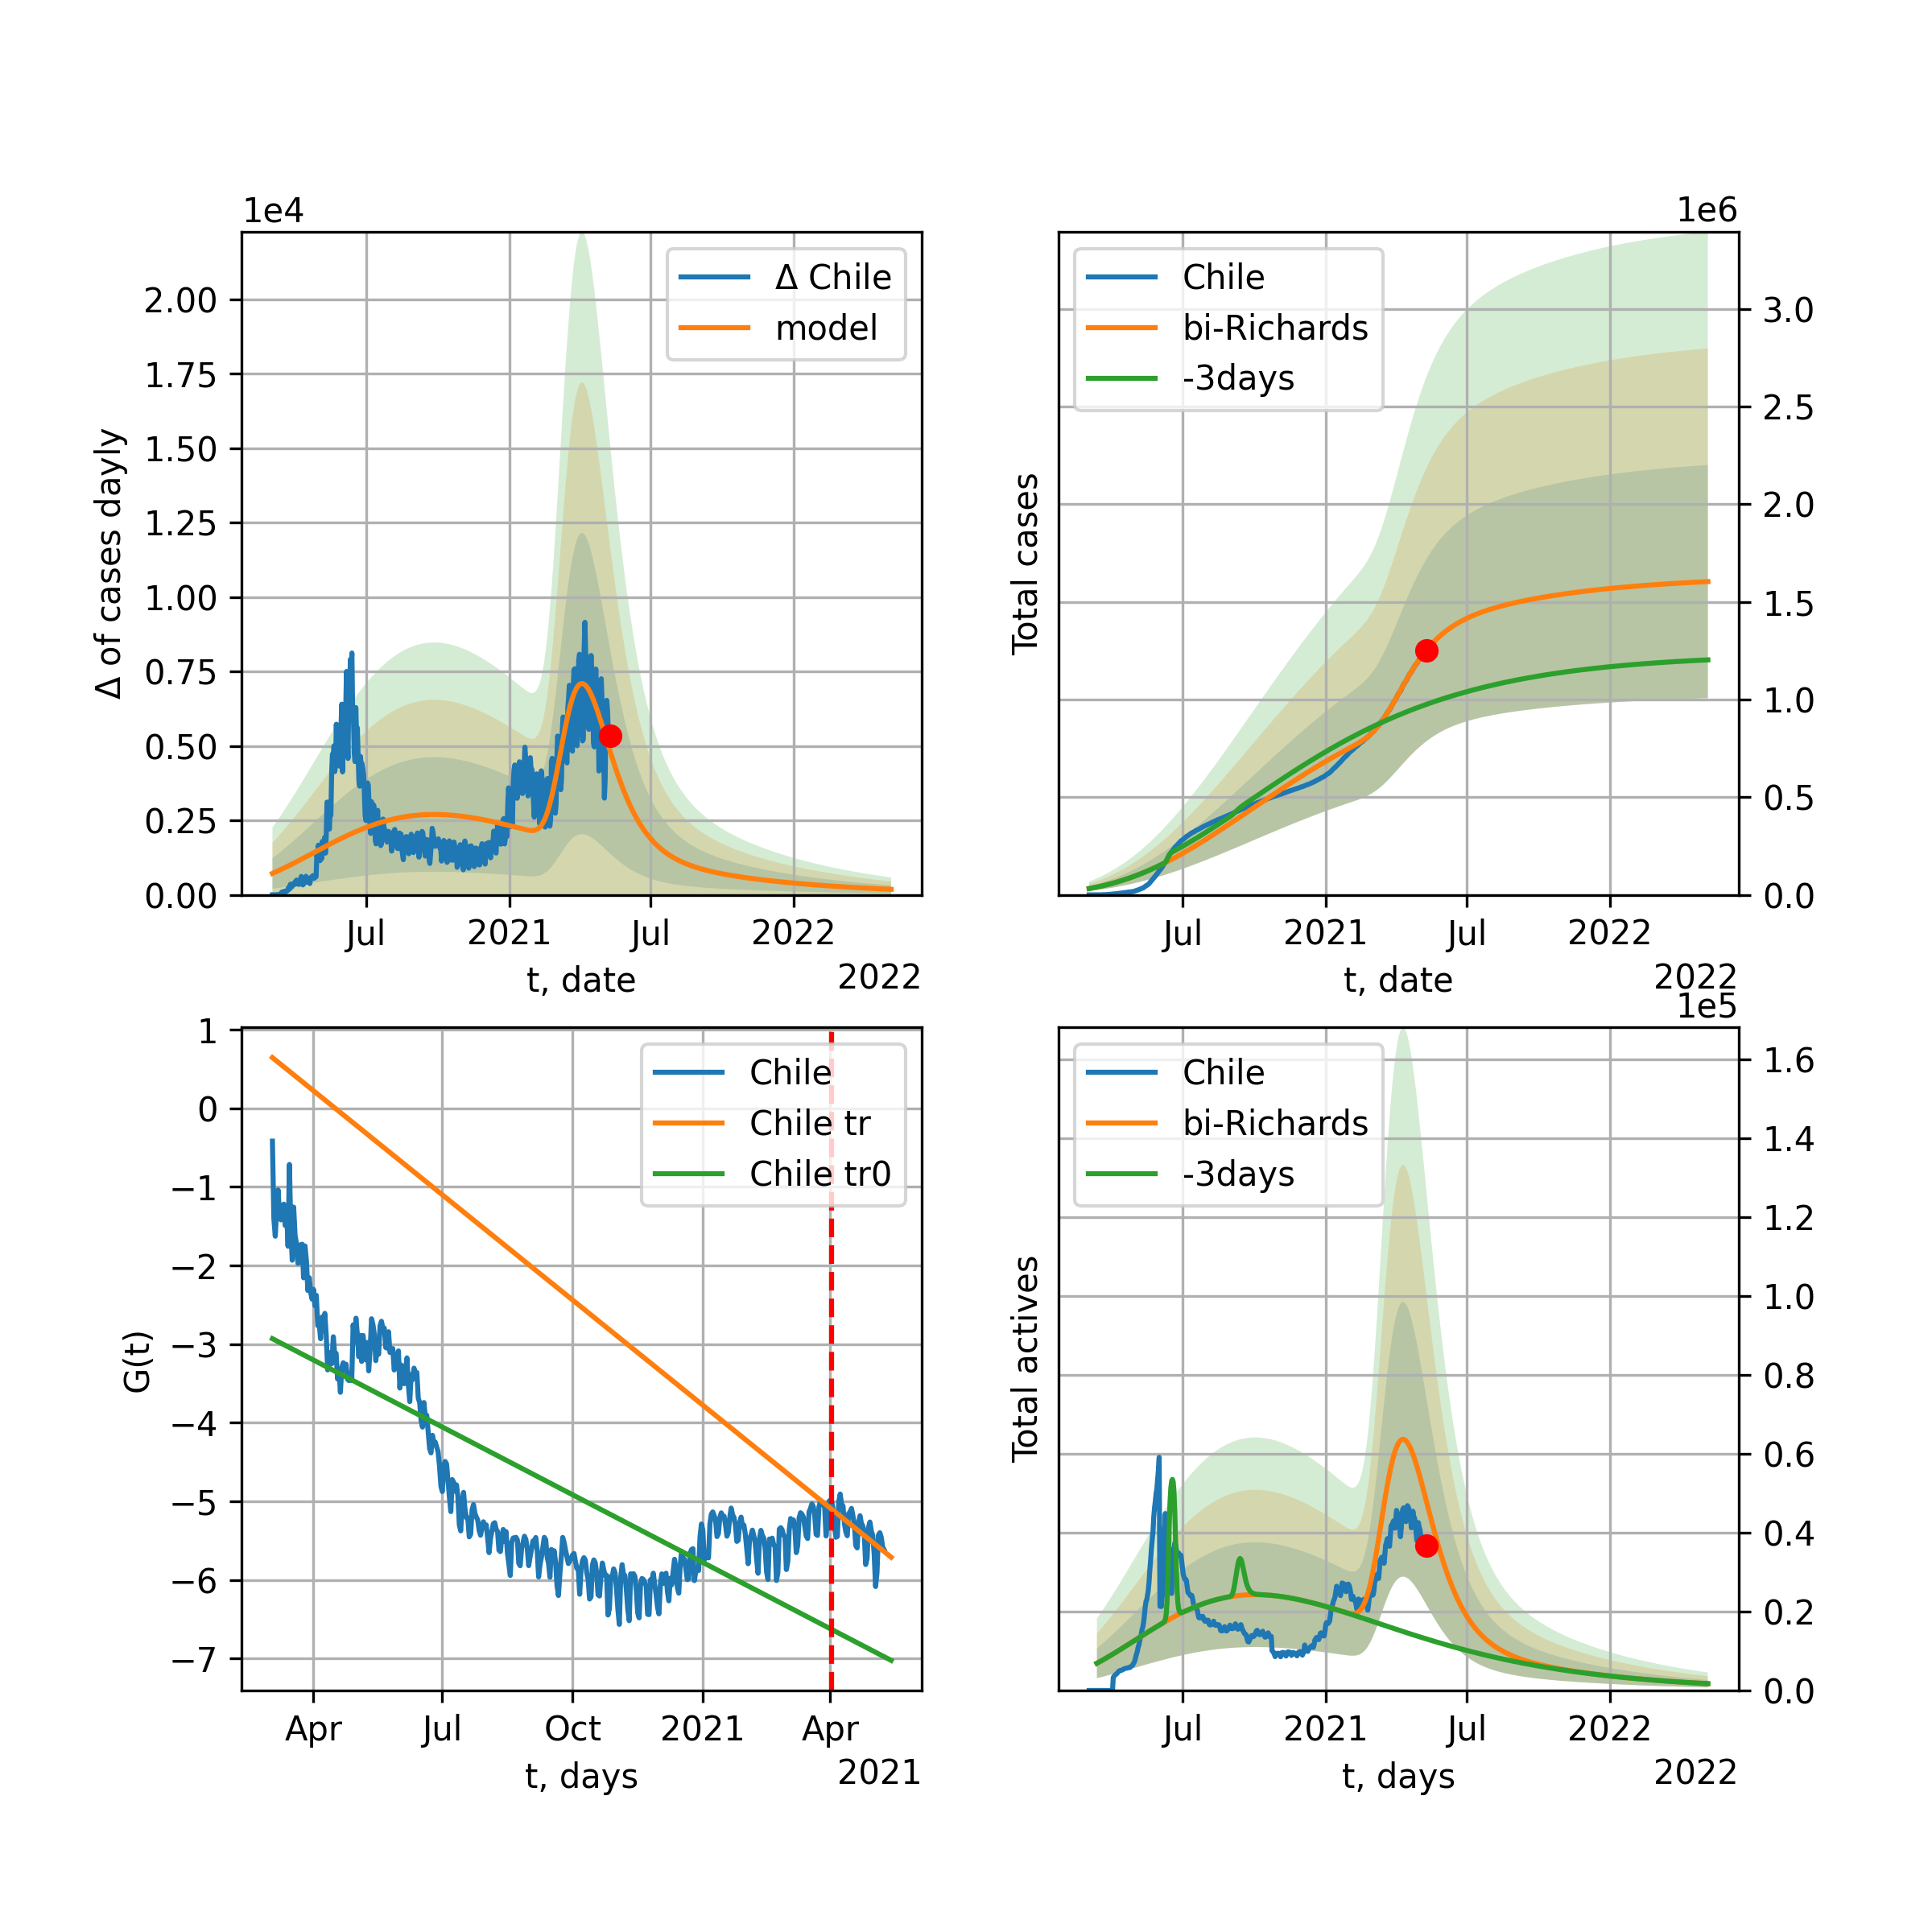 1e4
Δ of cases dayly
2.00
1.75
1.50
1.25
1.00
0.75
0.50
0.25
0.00
Δ Chile
model
Jul 2021 Jul 2022
t, date
2022
1e6
Total cases
Chile
bi-Richards
-3days
3.0
2.5
2.0
1.5
1.0
0.5
0.0
Jul 2021 Jul 2022
t, date
2022
G(t)
1
0
−1
−2
−3
−4
−5
−6
−7
Chile
Chile tr
Chile tr0
Apr Jul Oct 2021 Apr
t, days
2021
1e5
Total actives
Chile
bi-Richards
-3days
1.6
1.4
1.2
1.0
0.8
0.6
0.4
0.2
0.0
Jul 2021 Jul 2022
t, days
2022